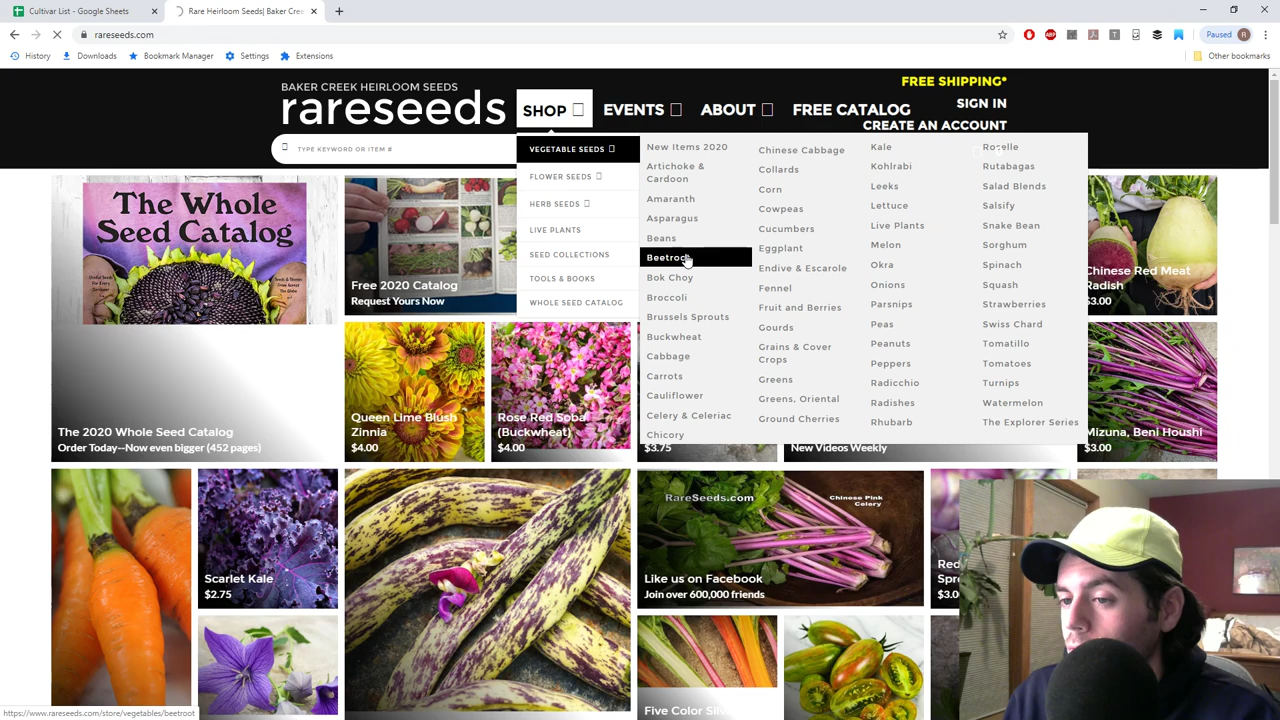 Cultivar List - Google Sheets
Rare Heirloom Seeds| Baker Cree
rareseeds.com
Paused
R
History
Downloads
Bookmark Manager
Settings
Extensions
Other bookmarks
BAKER CREEK HEIRLOOM SEEDS
rareseeds
SHOP
EVENTS
ABOUT
FREE CATALOG
FREE SHIPPING*
SIGN IN
CREATE AN ACCOUNT
TYPE KEYWORD OR ITEM #
VEGETABLE SEEDS
FLOWER SEEDS
HERB SEEDS
LIVE PLANTS
SEED COLLECTIONS
TOOLS & BOOKS
WHOLE SEED CATALOG
New Items 2020
Artichoke &
Cardoon
Amaranth
Asparagus
Beans
Beetroot
Bok Choy
Broccoli
Brussels Sprouts
Buckwheat
Cabbage
Carrots
Cauliflower
Celery & Celeriac
Chicory
Chinese Cabbage
Collards
Corn
Cowpeas
Cucumbers
Eggplant
Endive & Escarole
Fennel
Fruit and Berries
Gourds
Grains & Cover
Crops
Greens
Greens, Oriental
Ground Cherries
Kale
Kohlrabi
Leeks
Lettuce
Live Plants
Melon
Okra
Onions
Parsnips
Peas
Peanuts
Peppers
Radicchio
Radishes
Rhubarb
Roselle
Rutabagas
Salad Blends
Salsify
Snake Bean
Sorghum
Spinach
Squash
Strawberries
Swiss Chard
Tomatillo
Tomatoes
Turnips
Watermelon
The Explorer Series
The Whole
Seed Catalog
The 2020 Whole Seed Catalog
Order Today--Now even bigger (452 pages)
Free 2020 Catalog
Request Yours Now
Chinese Red Meat
Radish
$3.00
Queen Lime Blush
Zinnia
$4.00
Rose Red Soba
(Buckwheat)
$4.00
$3.75
New Videos Weekly
Mizuna, Beni Houshi
$3.00
Scarlet Kale
$2.75
RareSeeds.com
Chinese Pink
Celery
Like us on Facebook
Join over 600,000 friends
Red
Spre
$3.0
Five Color Silv
https://www.rareseeds.com/store/vegetables/beetroot